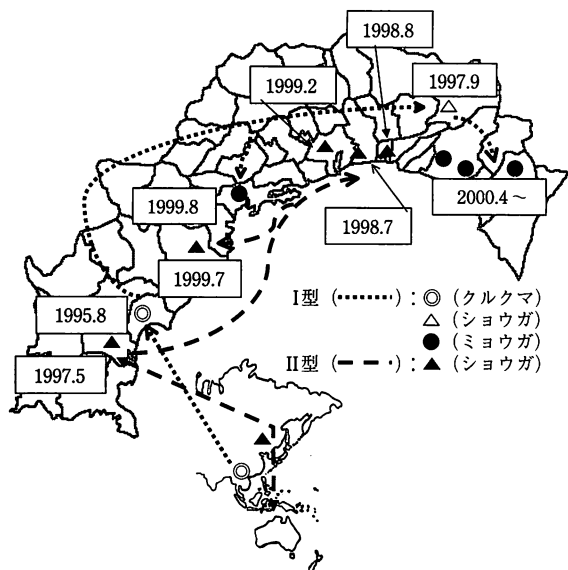 1998.8
1999.2
1997.9
1999.8
2000.4～
1998.7
1999.7
1995.8
1997.5
I型 ( ) : ◎ (クルクマ)
△ (ショウガ)
● (ミョウガ)
II型 ( ) : ▲ (ショウガ)